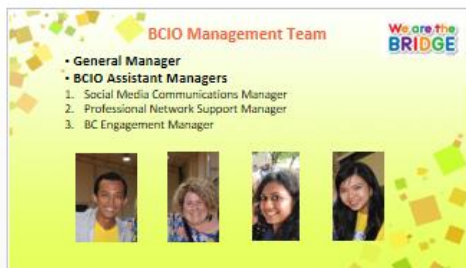 BCIO Management Team
We are the
BRIDGE
• General Manager
• BCIO Assistant Managers
1. Social Media Communications Manager
2. Professional Network Support Manager
3. BC Engagement Manager